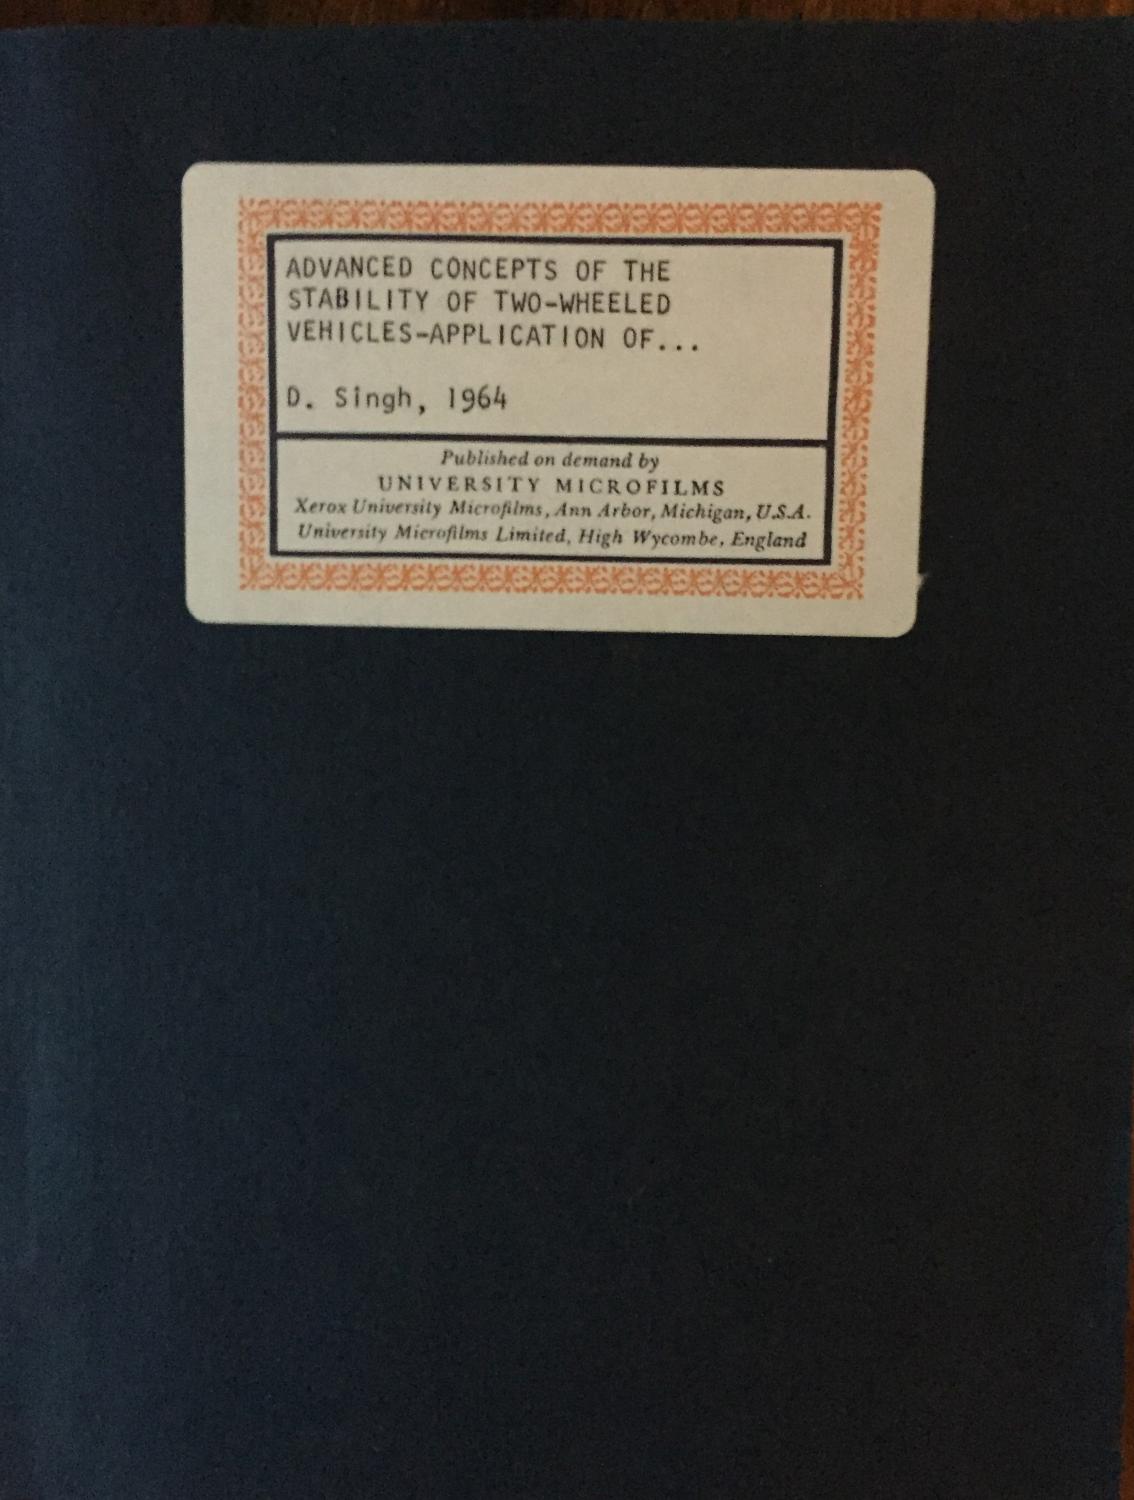 ADVANCED CONCEPTS OF THE
STABILITY OF TWO-WHEELED
VEHICLES-APPLICATION OF...
D. Singh, 1964
Published on demand by
UNIVERSITY MICROFILMS
Xerox University Microfilms, Ann Arbor, Michigan, U.S.A.
University Microfilms Limited, High Wycombe, England